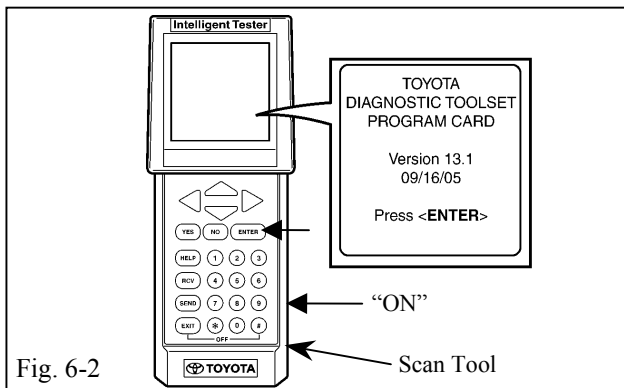 Intelligent Tester
TOYOTA
DIAGNOSTIC TOOLSET
PROGRAM CARD
Version 13.1
09/16/05
Press <ENTER>
YES NO ENTER
HELP 1 2 3
RCV 4 5 6
SEND 7 8 9
EXIT * 0 #
OFF
TOYOTA
“ON”
Scan Tool
Fig. 6-2